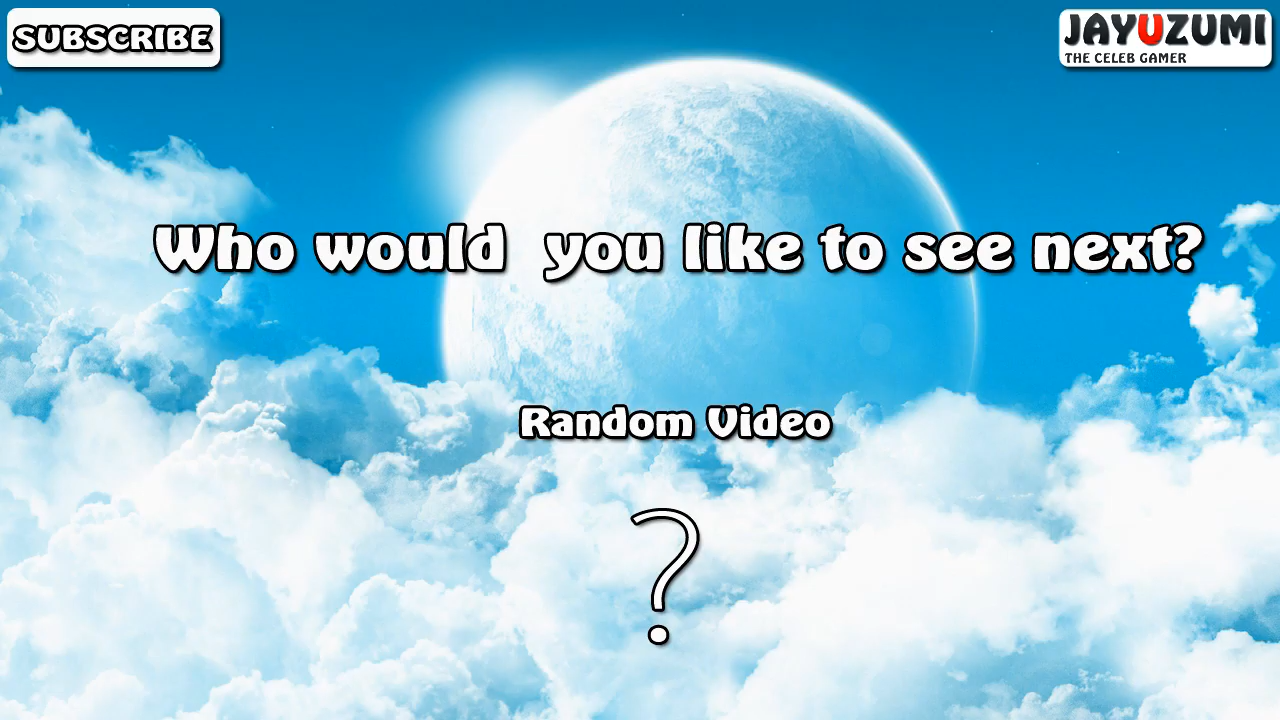 SUBSCRIBE
JAYUZUMI
THE CELEB GAMER
Who would you like to see next?
Random Video
?